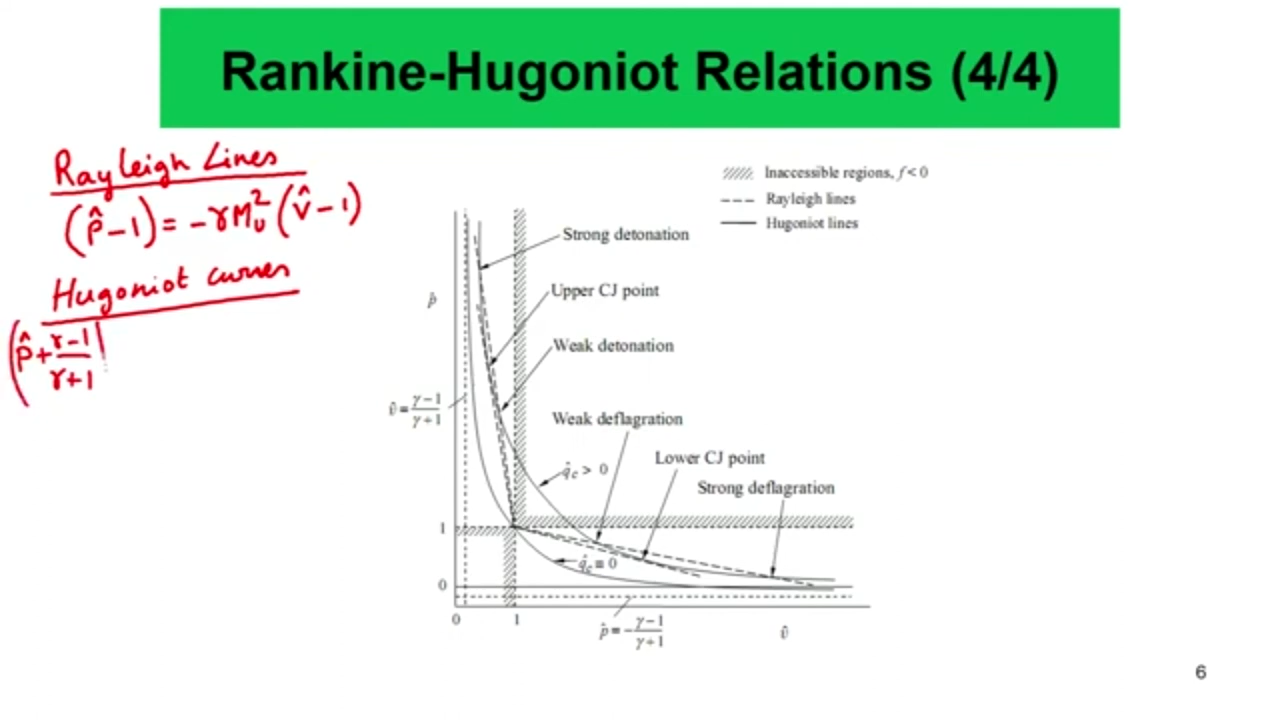 Rankine-Hugoniot Relations (4/4)
Rayleigh Lines
(p̂-1) = -γM_u^2 (v̂-1)
Hugoniot curves
(p̂ + γ-1/γ+1)
Inaccessible regions, f < 0
Rayleigh lines
Hugoniot lines
Strong detonation
Upper CJ point
p̂
Weak detonation
v̂ = γ-1/γ+1
Weak deflagration
q̂_c > 0
Lower CJ point
Strong deflagration
1
q̂_c ≡ 0
0
0
1
p̂ = -γ-1/γ+1
v̂
6